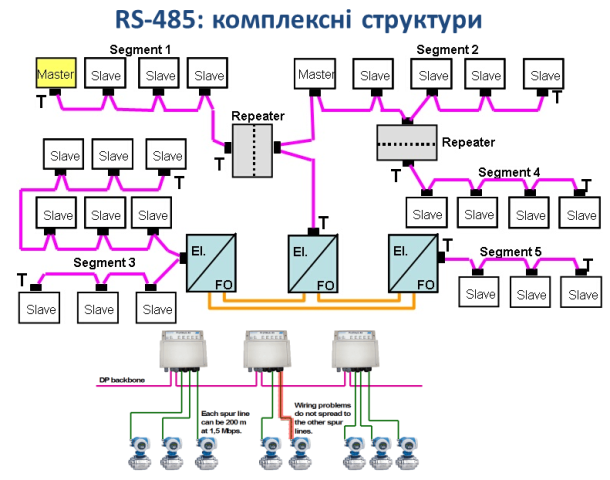 RS-485: комплексні структури
Segment 1
Segment 2
Master Slave Slave Slave
Master Slave Slave Slave Slave
T
T
Repeater
Repeater
T
T
Slave Slave Slave
T
T
Segment 4
T
Slave Slave Slave Slave
Slave Slave Slave
El. FO
El. FO
El. FO
T
Segment 5
T
Segment 3
T
Slave Slave Slave
Slave Slave Slave
DP backbone
Each spur line
can be 200 m
at 1,5 Mbps.
Wiring problems
do not spread to
the other spur
lines.